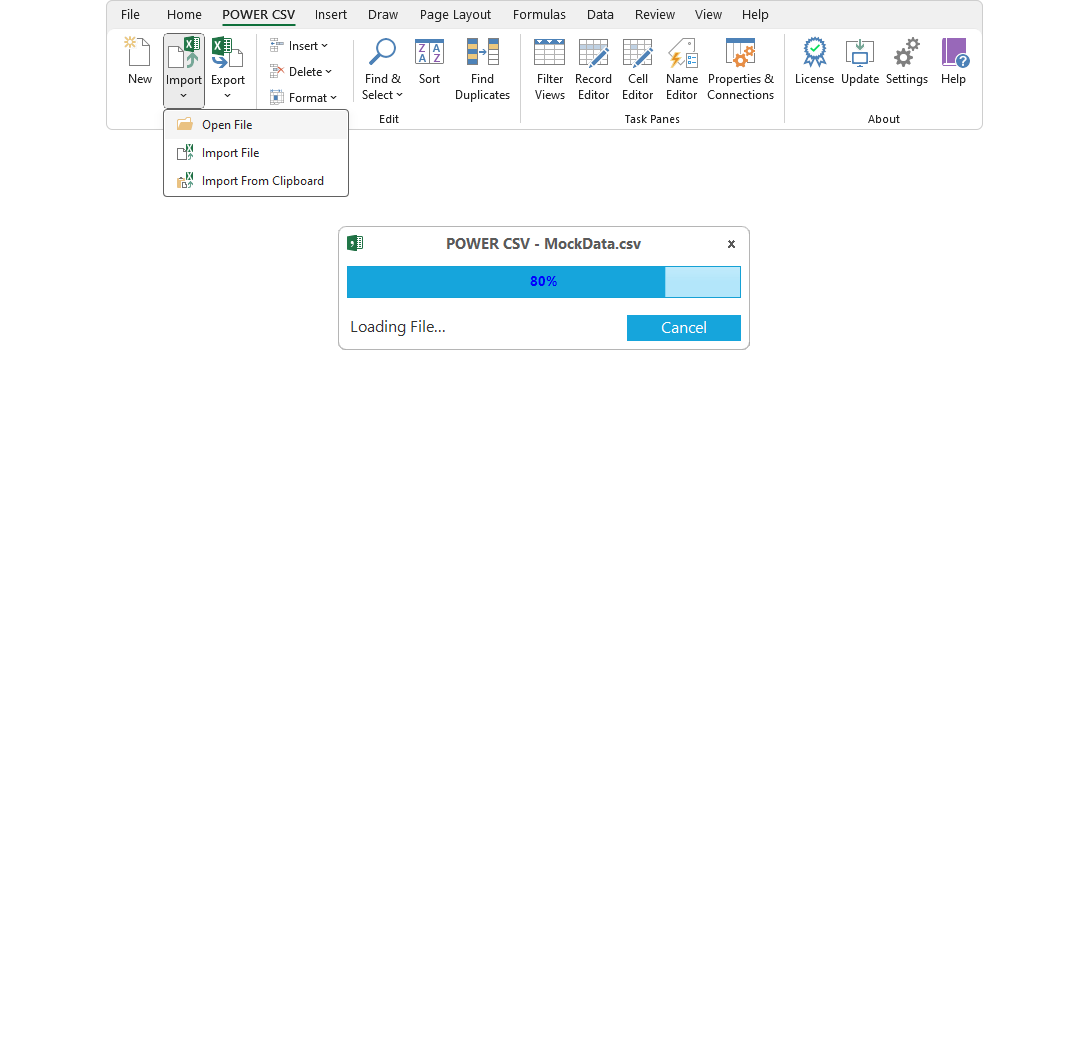 File Home POWER CSV Insert Draw Page Layout Formulas Data Review View Help
New
Import
Export
Insert
Delete
Format
Find &
Select
Sort
Find
Duplicates
Edit
Filter
Views
Record
Editor
Cell
Editor
Name
Editor
Properties &
Connections
Task Panes
License
Update
Settings
Help
About
Open File
Import File
Import From Clipboard
POWER CSV - MockData.csv x
80%
Loading File...
Cancel